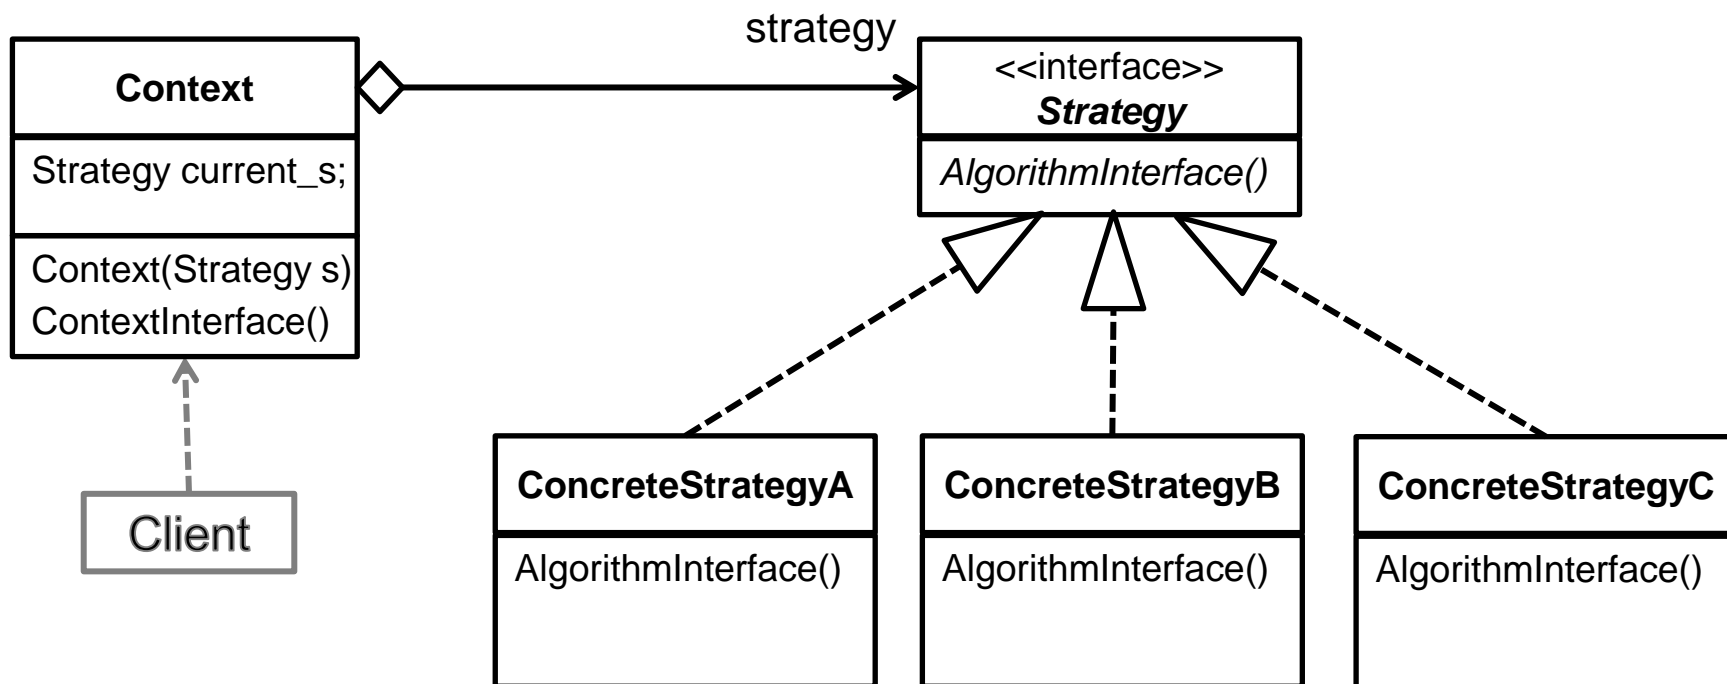 strategy
Context
Strategy current_s;
Context(Strategy s)
ContextInterface()
Client
<<interface>>
Strategy
AlgorithmInterface()
ConcreteStrategyA
AlgorithmInterface()
ConcreteStrategyB
AlgorithmInterface()
ConcreteStrategyC
AlgorithmInterface()